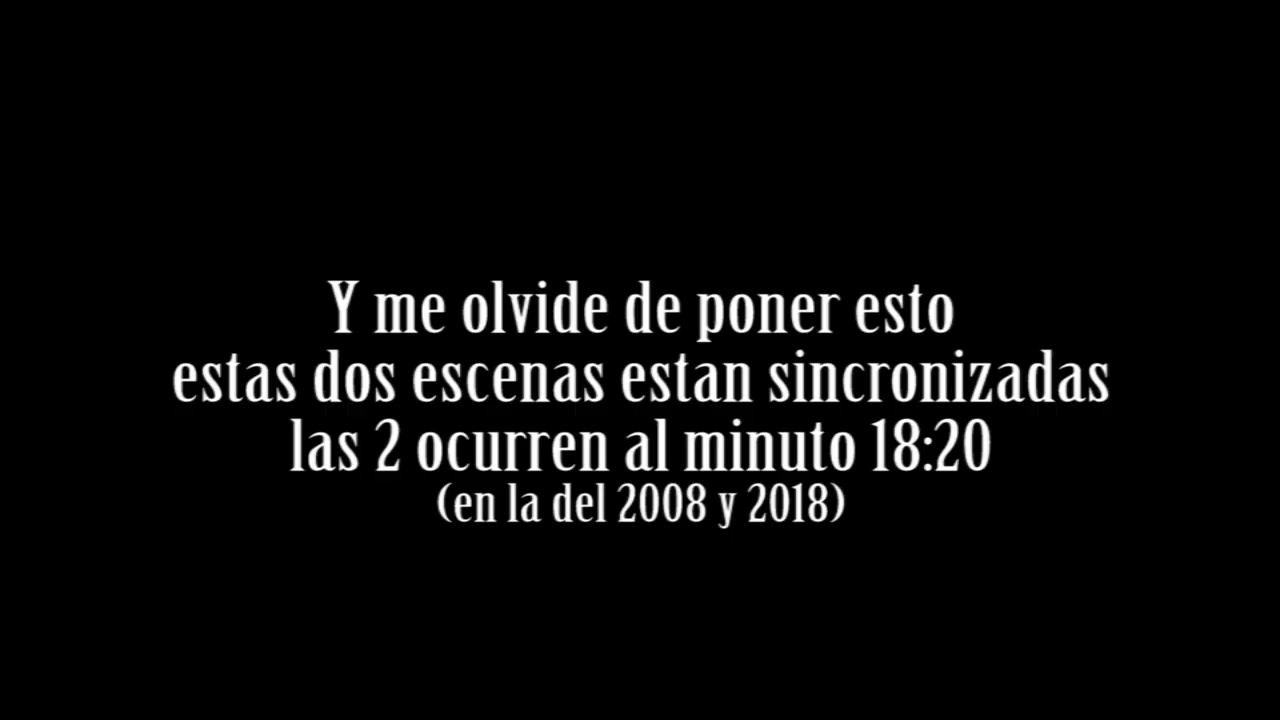 Y me olvide de poner esto
estas dos escenas estan sincronizadas
las 2 ocurren al minuto 18:20
(en la del 2008 y 2018)